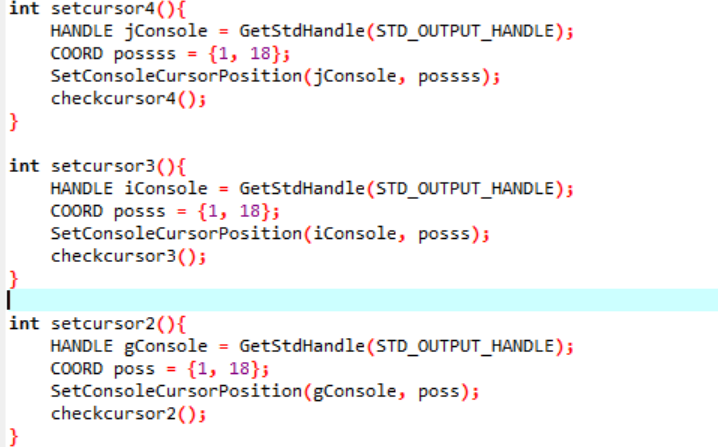 int setcursor4(){
HANDLE jConsole = GetStdHandle(STD_OUTPUT_HANDLE);
COORD possss = {1, 18};
SetConsoleCursorPosition(jConsole, possss);
checkcursor4();
}
int setcursor3(){
HANDLE iConsole = GetStdHandle(STD_OUTPUT_HANDLE);
COORD posss = {1, 18};
SetConsoleCursorPosition(iConsole, posss);
checkcursor3();
}
int setcursor2(){
HANDLE gConsole = GetStdHandle(STD_OUTPUT_HANDLE);
COORD poss = {1, 18};
SetConsoleCursorPosition(gConsole, poss);
checkcursor2();
}